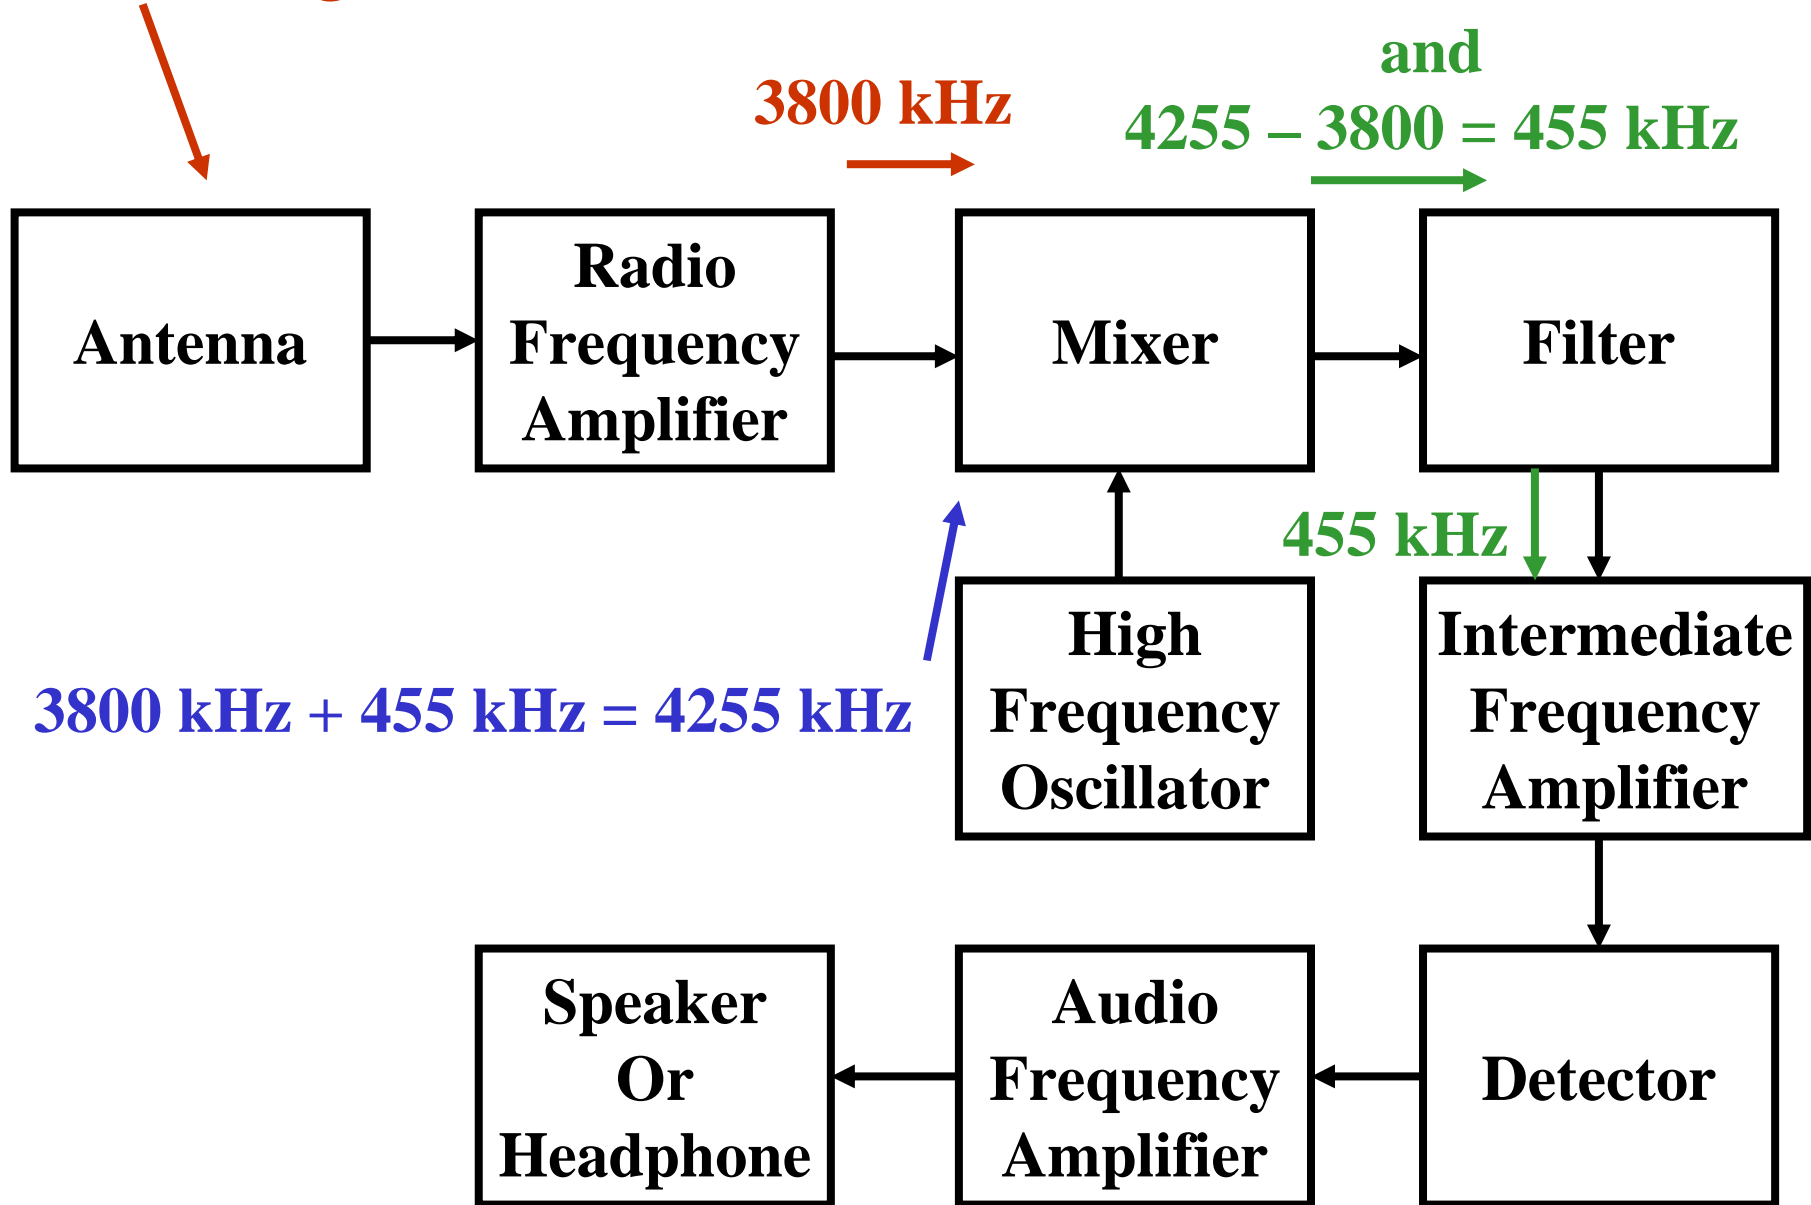 and
3800 kHz
4255 – 3800 = 455 kHz
Antenna
Radio
Frequency
Amplifier
Mixer
Filter
455 kHz
3800 kHz + 455 kHz = 4255 kHz
High
Frequency
Oscillator
Intermediate
Frequency
Amplifier
Speaker
Or
Headphone
Audio
Frequency
Amplifier
Detector